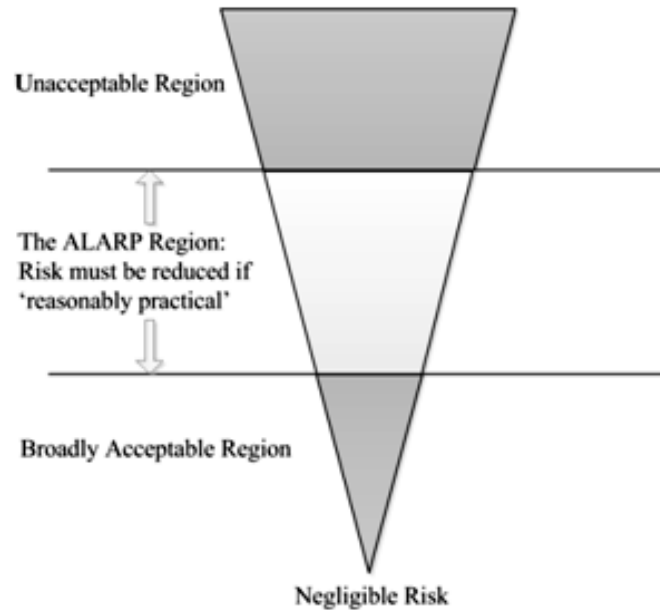 Unacceptable Region
The ALARP Region:
Risk must be reduced if
‘reasonably practical’
Broadly Acceptable Region
Negligible Risk